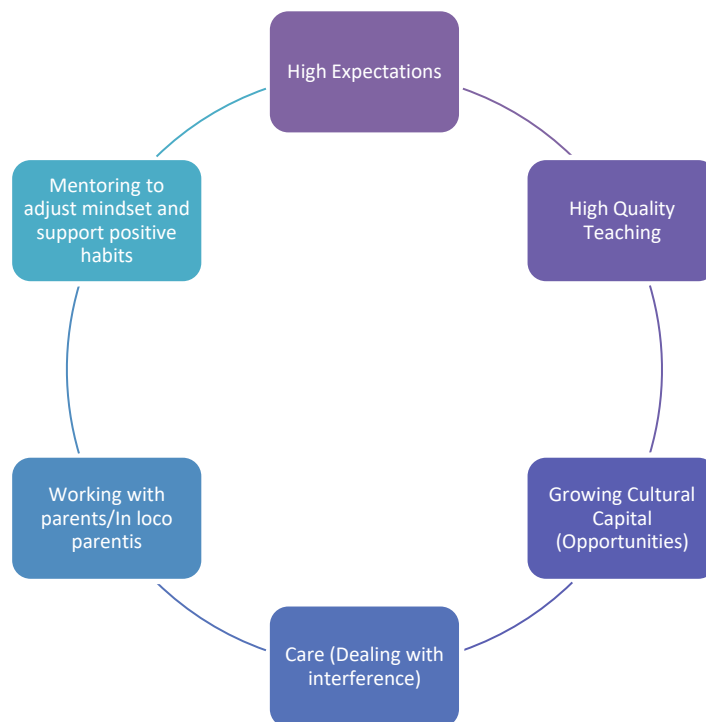 High Expectations
High Quality
Teaching
Growing Cultural
Capital
(Opportunities)
Care (Dealing with
interference)
Working with
parents/In loco
parentis
Mentoring to
adjust mindset and
support positive
habits